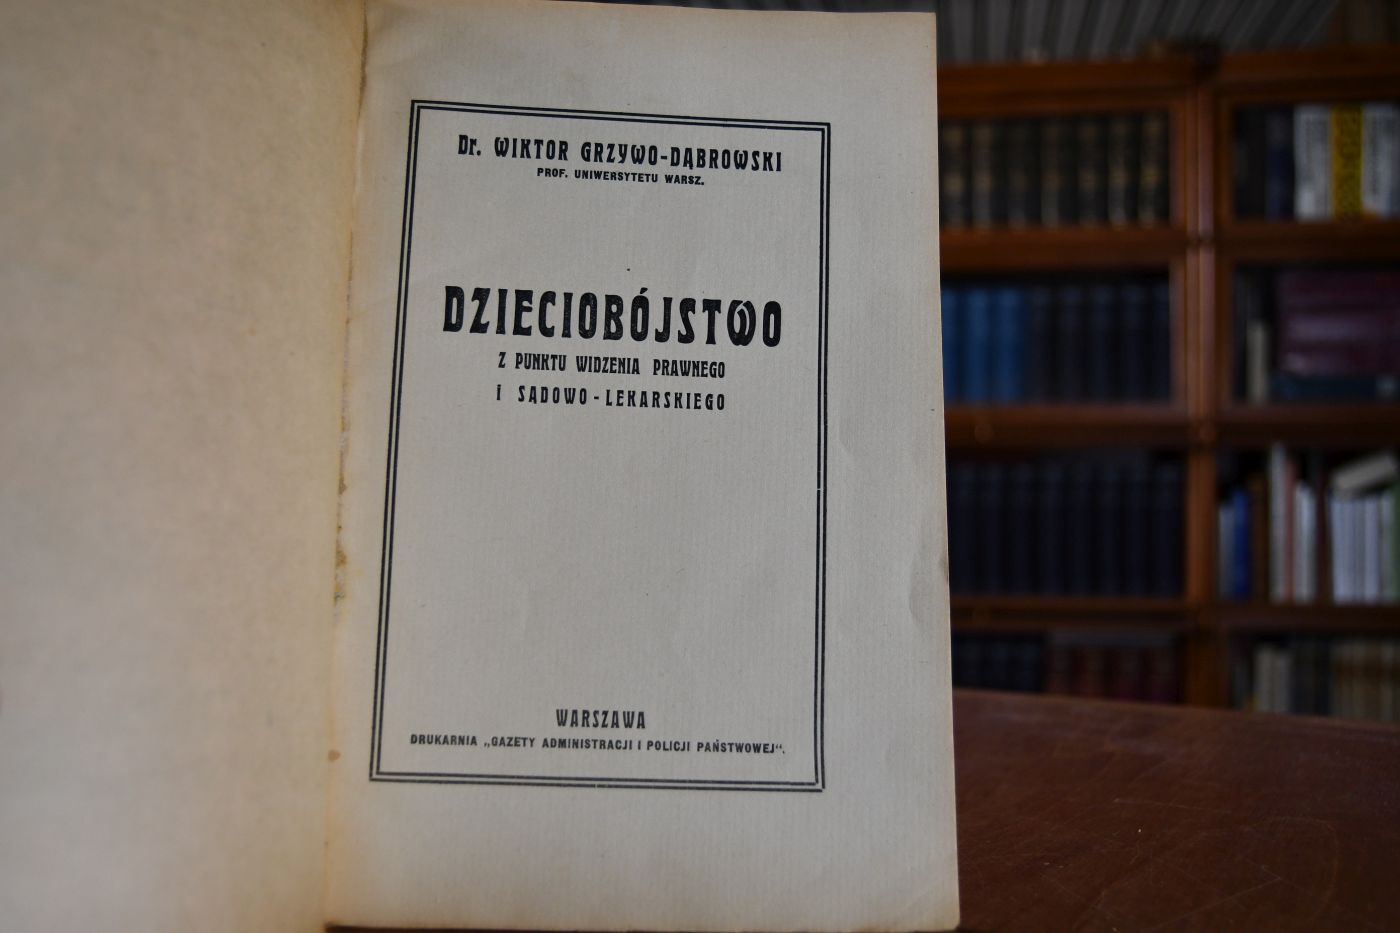 Dr. WIKTOR GRZYWO-DĄBROWSKI
PROF. UNIWERSYTETU WARSZ.
DZIECIOBÓJSTWO
Z PUNKTU WIDZENIA PRAWNEGO
i SĄDOWO-LEKARSKIEGO
WARSZAWA
DRUKARNIA „GAZETY ADMINISTRACJI I POLICJI PAŃSTWOWEJ“.